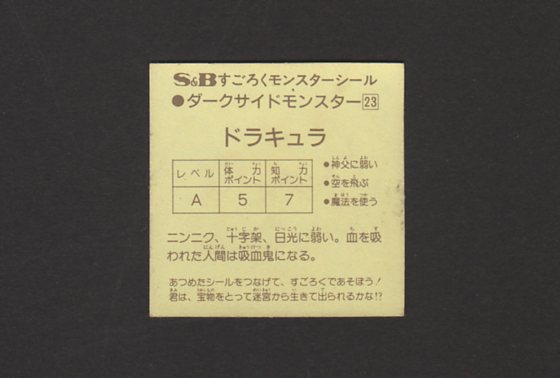 S&Bすごろくモンスターシール
●ダークサイドモンスター23
ドラキュラ
レベル 体力ポイント 知力ポイント
A 5 7
●神父に弱い
●空を飛ぶ
●魔法を使う
ニンニク、十字架、日光に弱い。血を吸
われた人間は吸血鬼になる。
あつめたシールをつなげて、すごろくであそぼう!
君は、宝物をとって迷宮から生きて出られるかな!?